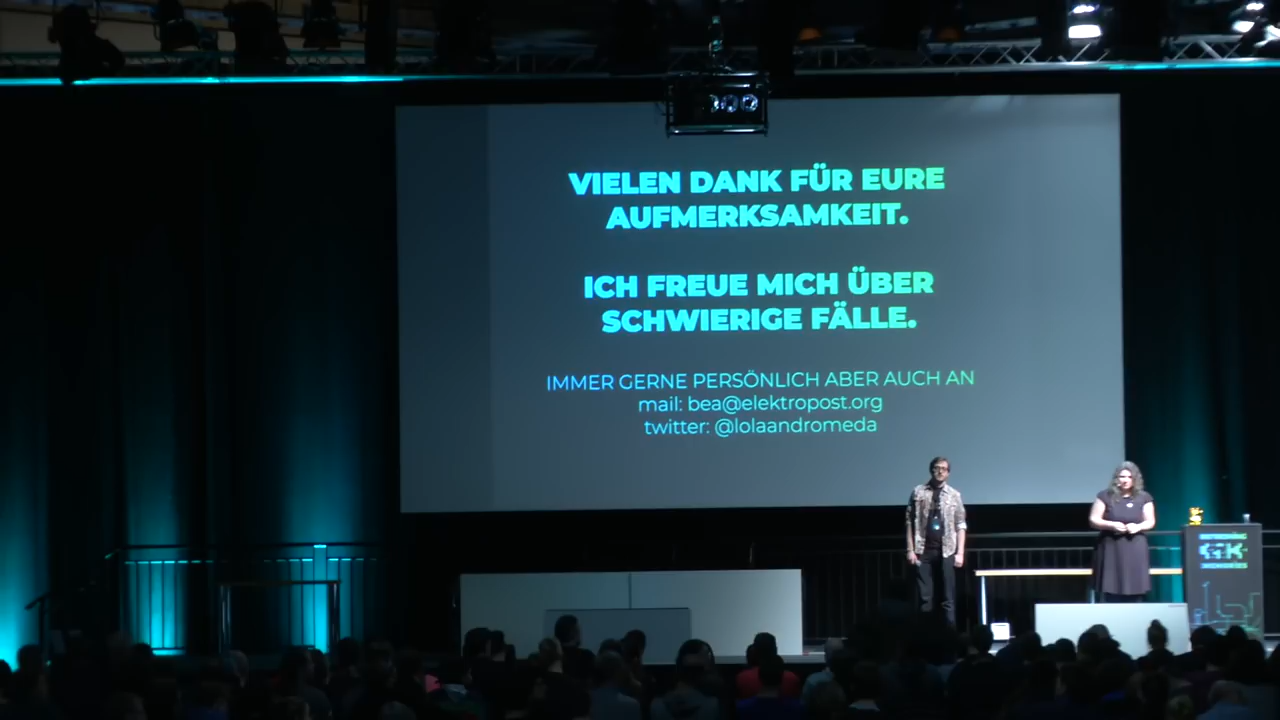 VIELEN DANK FÜR EURE
AUFMERKSAMKEIT.
ICH FREUE MICH ÜBER
SCHWIERIGE FÄLLE.
IMMER GERNE PERSÖNLICH ABER AUCH AN
mail: bea@elektropost.org
twitter: @lolaandromeda
MEMORIES